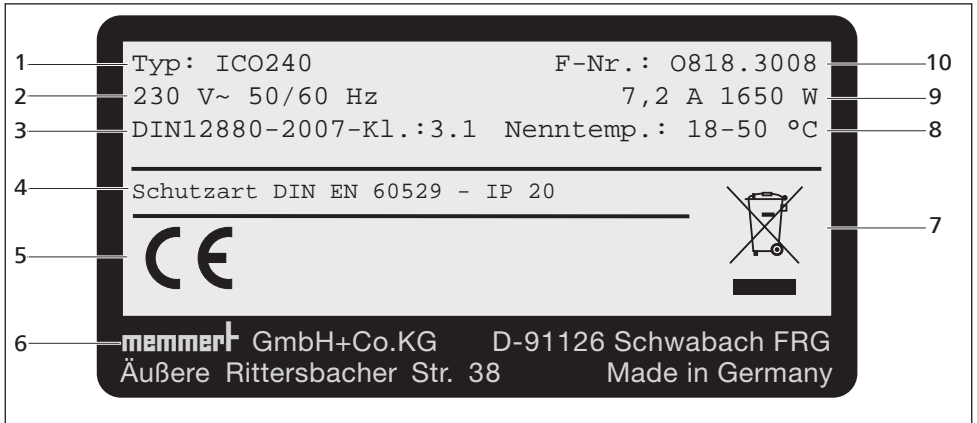 1 Typ: ICO240 F-Nr.: O818.3008 10
2 230 V~ 50/60 Hz 7,2 A 1650 W 9
3 DIN12880-2007-Kl.:3.1 Nenntemp.: 18-50 °C 8
4 Schutzart DIN EN 60529 - IP 20
7
5 CE
6 memmert GmbH+Co.KG D-91126 Schwabach FRG
Äußere Rittersbacher Str. 38 Made in Germany